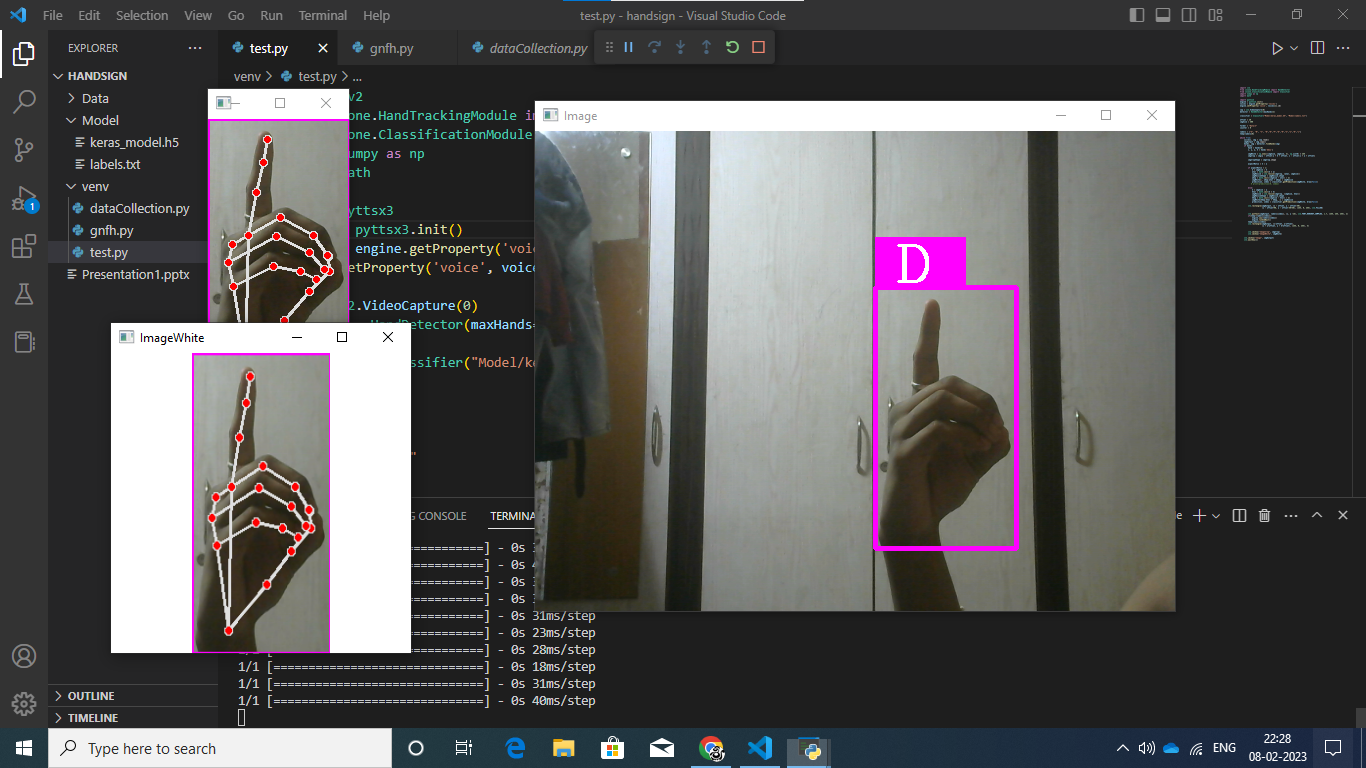 File Edit Selection View Go Run Terminal Help
test.py - handsign - Visual Studio Code
EXPLORER
HANDSIGN
Data
Model
keras_model.h5
labels.txt
venv
dataCollection.py
gnfh.py
test.py
Presentation1.pptx
OUTLINE
TIMELINE
1
test.py
gnfh.py
dataCollection.py
venv > test.py > ...
v2
one.HandTrackingModule
one.ClassificationModule
umpy as np
ath
yttsx3
pyttsx3.init()
engine.getProperty('voic
etProperty('voice', voic
2.VideoCapture(0)
HandDetector(maxHands=
ssifier("Model/ke
"
Image
D
ImageWhite
G CONSOLE
TERMINA
============================] - 0s
============================] - 0s
============================] - 0s
============================] - 0s
============================] - 0s 31ms/step
============================] - 0s 23ms/step
1/1 [==============================] - 0s 28ms/step
1/1 [==============================] - 0s 18ms/step
1/1 [==============================] - 0s 31ms/step
1/1 [==============================] - 0s 40ms/step
Type here to search
ENG
22:28
08-02-2023